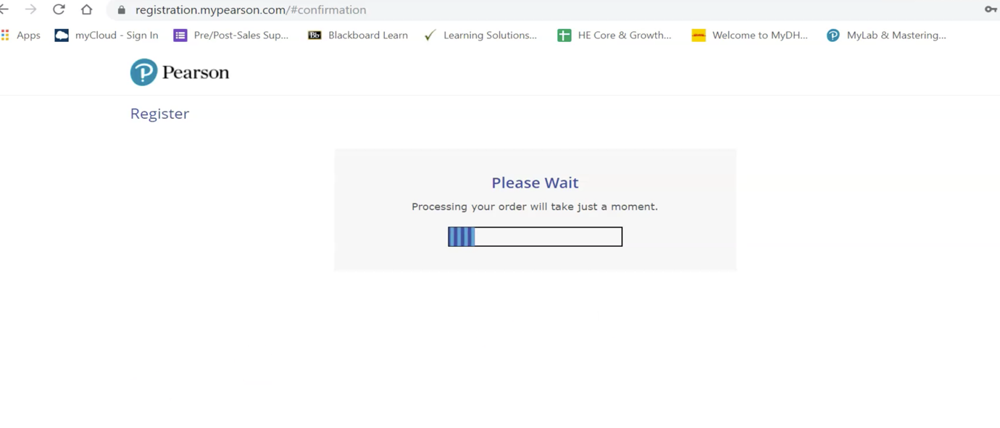 registration.mypearson.com/#confirmation
Apps myCloud - Sign In Pre/Post-Sales Sup... Bb Blackboard Learn Learning Solutions... HE Core & Growth... Welcome to MyDH... MyLab & Mastering...
Pearson
Register
Please Wait
Processing your order will take just a moment.